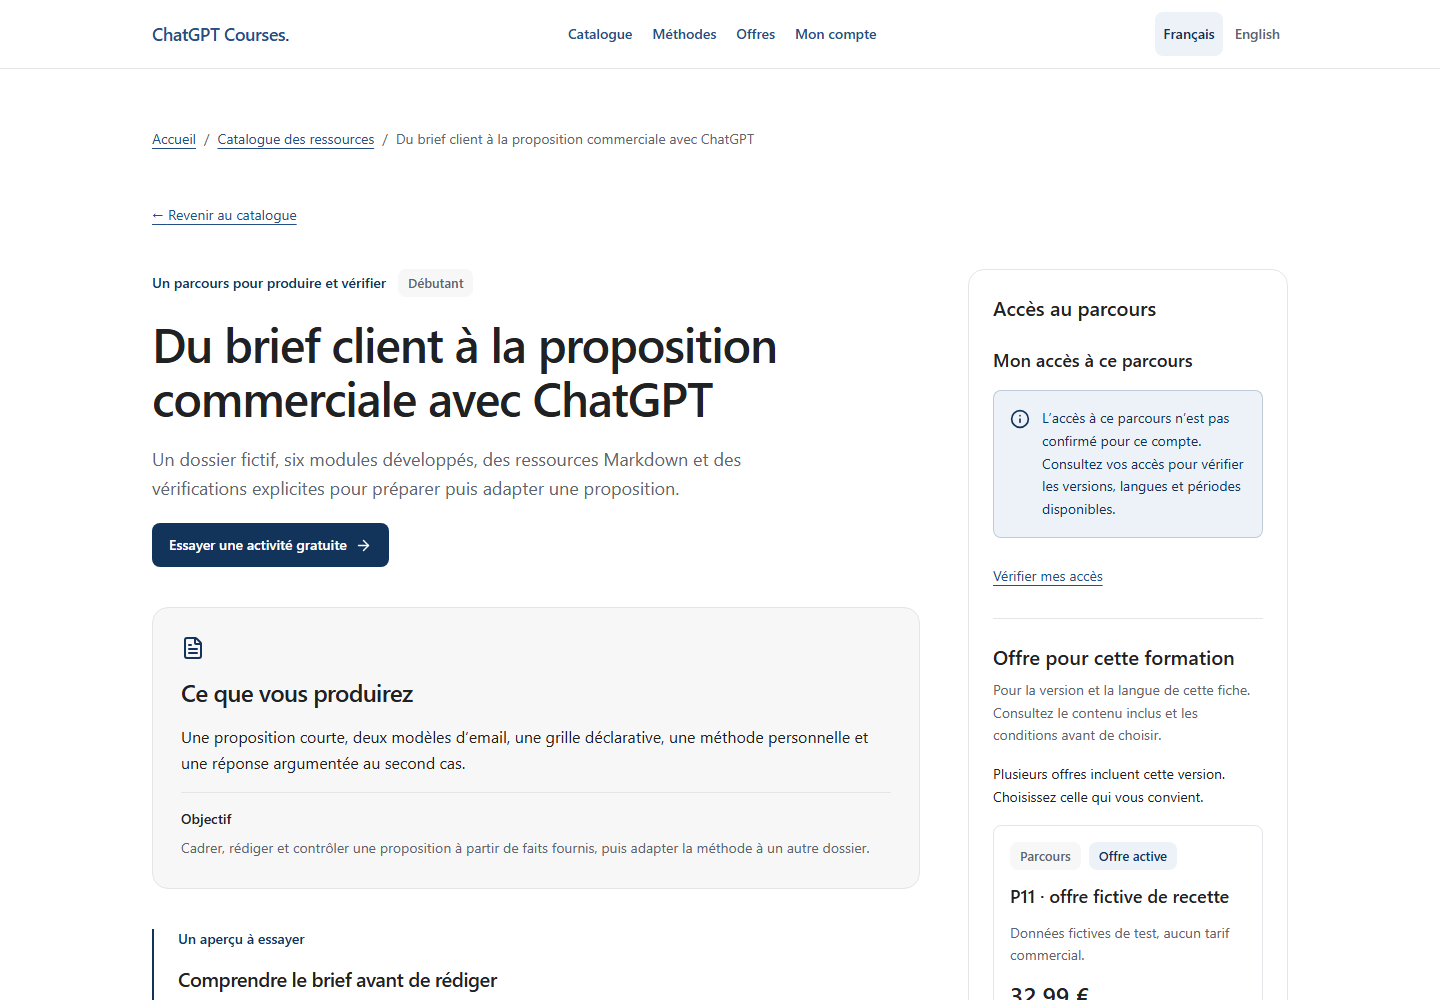 ChatGPT Courses.
Catalogue
Méthodes
Offres
Mon compte
Français
English
Accueil / Catalogue des ressources / Du brief client à la proposition commerciale avec ChatGPT
← Revenir au catalogue
Un parcours pour produire et vérifier
Débutant
Du brief client à la proposition
commerciale avec ChatGPT
Un dossier fictif, six modules développés, des ressources Markdown et des
vérifications explicites pour préparer puis adapter une proposition.
Essayer une activité gratuite →
Ce que vous produirez
Une proposition courte, deux modèles d’email, une grille déclarative, une méthode personnelle et
une réponse argumentée au second cas.
Objectif
Cadrer, rédiger et contrôler une proposition à partir de faits fournis, puis adapter la méthode à un autre dossier.
Un aperçu à essayer
Comprendre le brief avant de rédiger
Accès au parcours
Mon accès à ce parcours
L’accès à ce parcours n’est pas
confirmé pour ce compte.
Consultez vos accès pour vérifier
les versions, langues et périodes
disponibles.
Vérifier mes accès
Offre pour cette formation
Pour la version et la langue de cette fiche.
Consultez le contenu inclus et les
conditions avant de choisir.
Plusieurs offres incluent cette version.
Choisissez celle qui vous convient.
Parcours
Offre active
P11 · offre fictive de recette
Données fictives de test, aucun tarif
commercial.
32,99 €